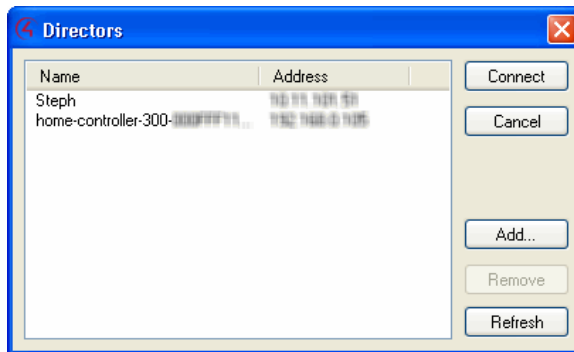 Directors
Name Address
Steph
home-controller-300-
Connect
Cancel
Add...
Remove
Refresh